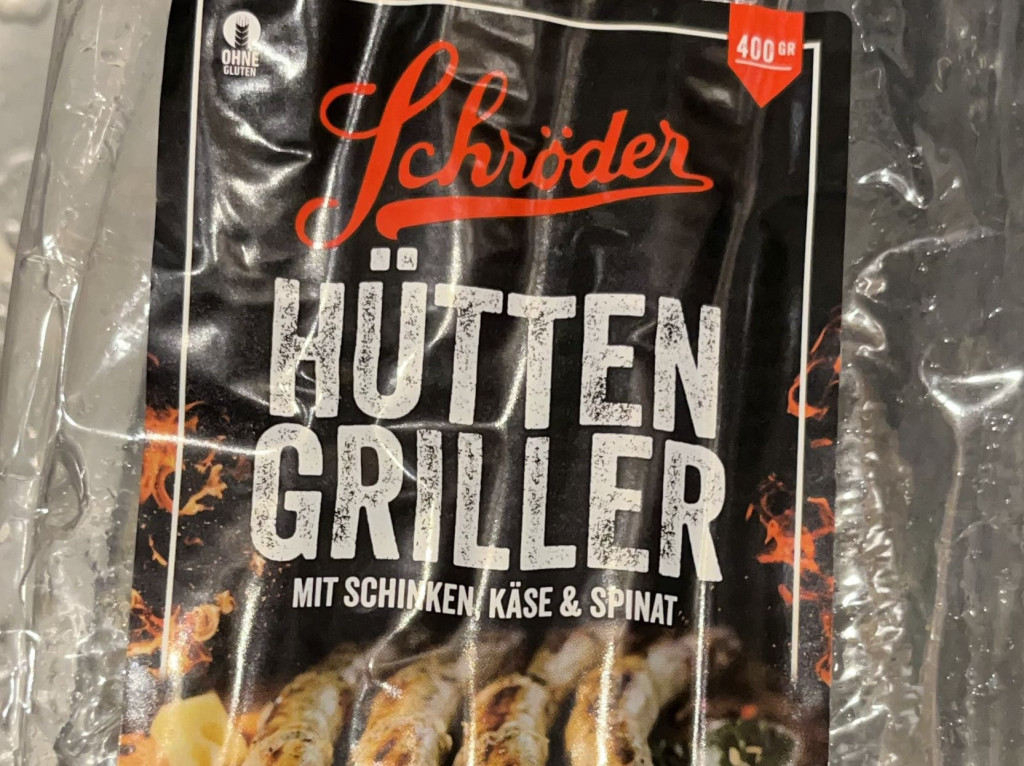 OHNE
GLUTEN
400 GR
Schröder
HÜTTEN
GRILLER
MIT SCHINKEN, KÄSE & SPINAT